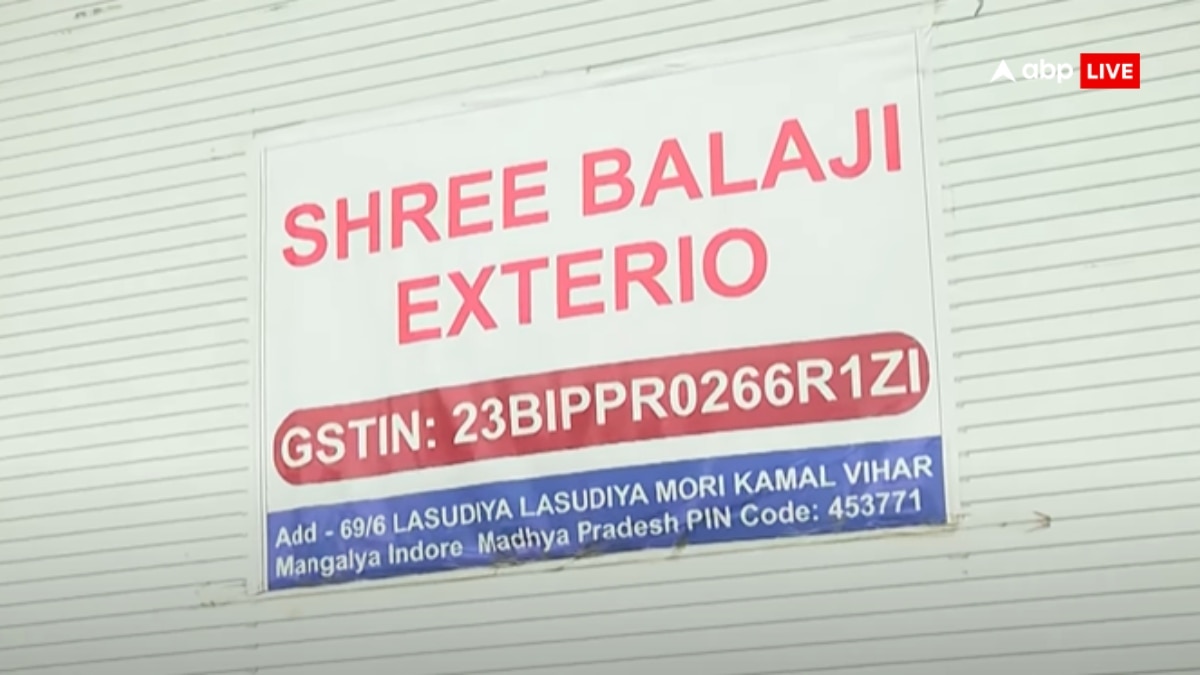 abp LIVE
SHREE BALAJI
EXTERIO
GSTIN: 23BIPPR0266R1ZI
Add - 69/6 LASUDIYA LASUDIYA MORI KAMAL VIHAR
Mangalya Indore Madhya Pradesh PIN Code: 453771